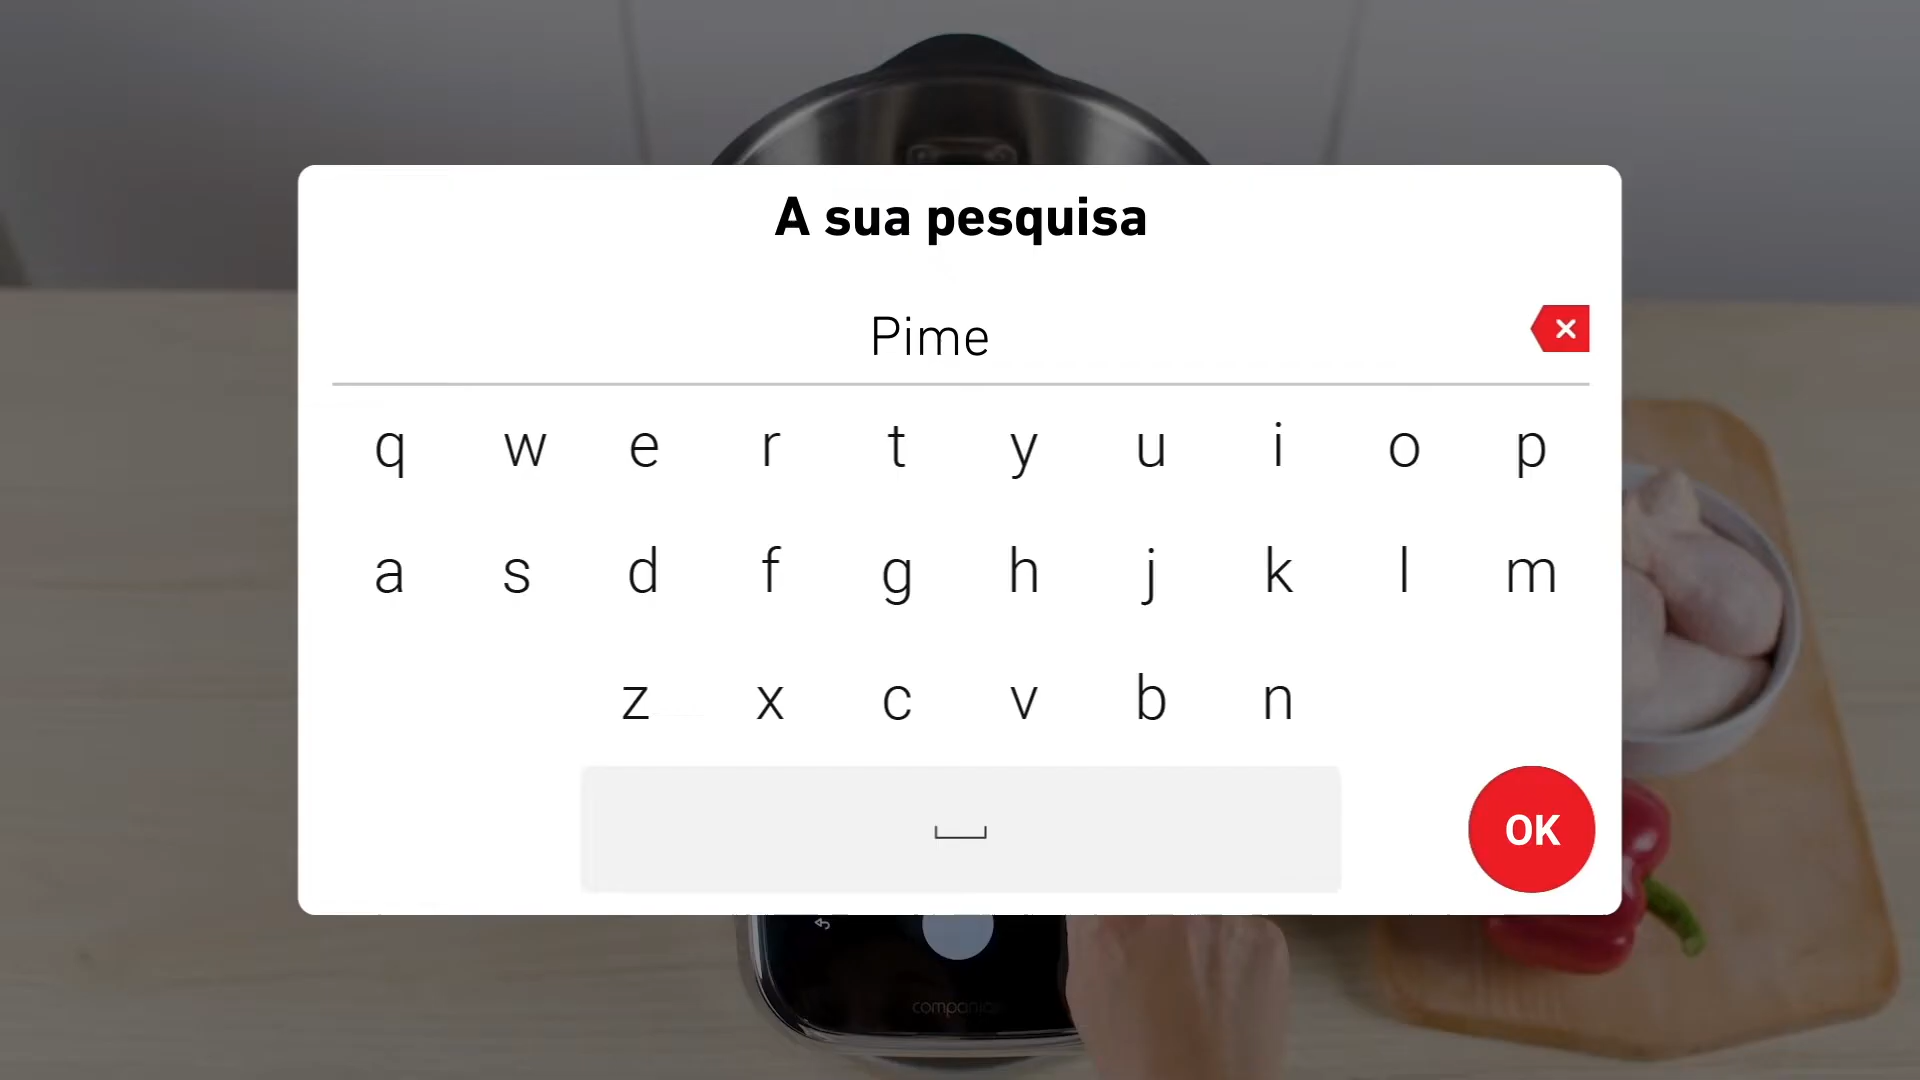 A sua pesquisa
Pime
q w e r t y u i o p
a s d f g h j k l m
z x c v b n
OK